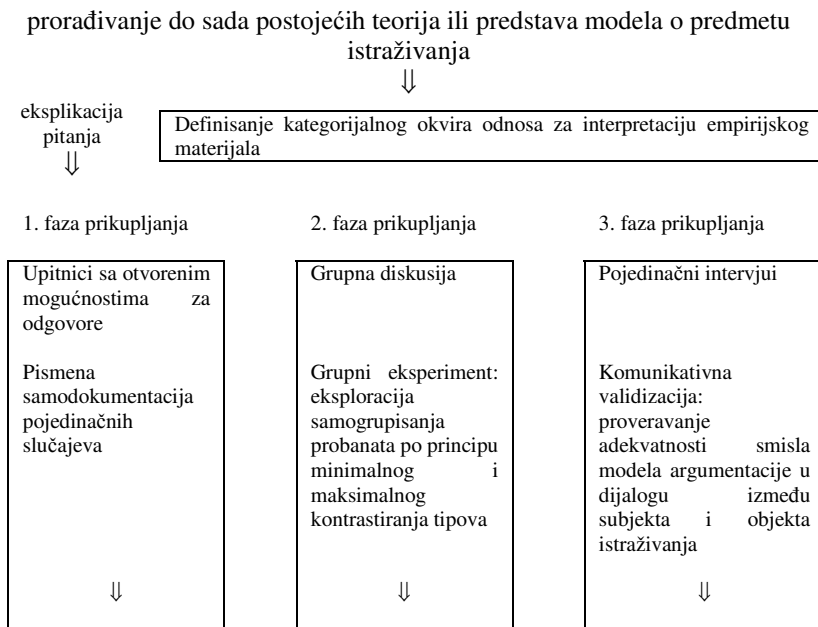 prorađivanje do sada postojećih teorija ili predstava modela o predmetu
istraživanja
⇓
eksplikacija
pitanja
⇓
Definisanje kategorijalnog okvira odnosa za interpretaciju empirijskog
materijala
1. faza prikupljanja
Upitnici sa otvorenim
mogućnostima za
odgovore
Pismena
samodokumentacija
pojedinačnih
slučajeva
⇓
2. faza prikupljanja
Grupna diskusija
Grupni eksperiment:
eksploracija
samogrupisanja
probanata po principu
minimalnog i
maksimalnog
kontrastiranja tipova
⇓
3. faza prikupljanja
Pojedinačni intervjui
Komunikativna
validizacija:
proveravanje
adekvatnosti smisla
modela argumentacije u
dijalogu između
subjekta i objekta
istraživanja
⇓